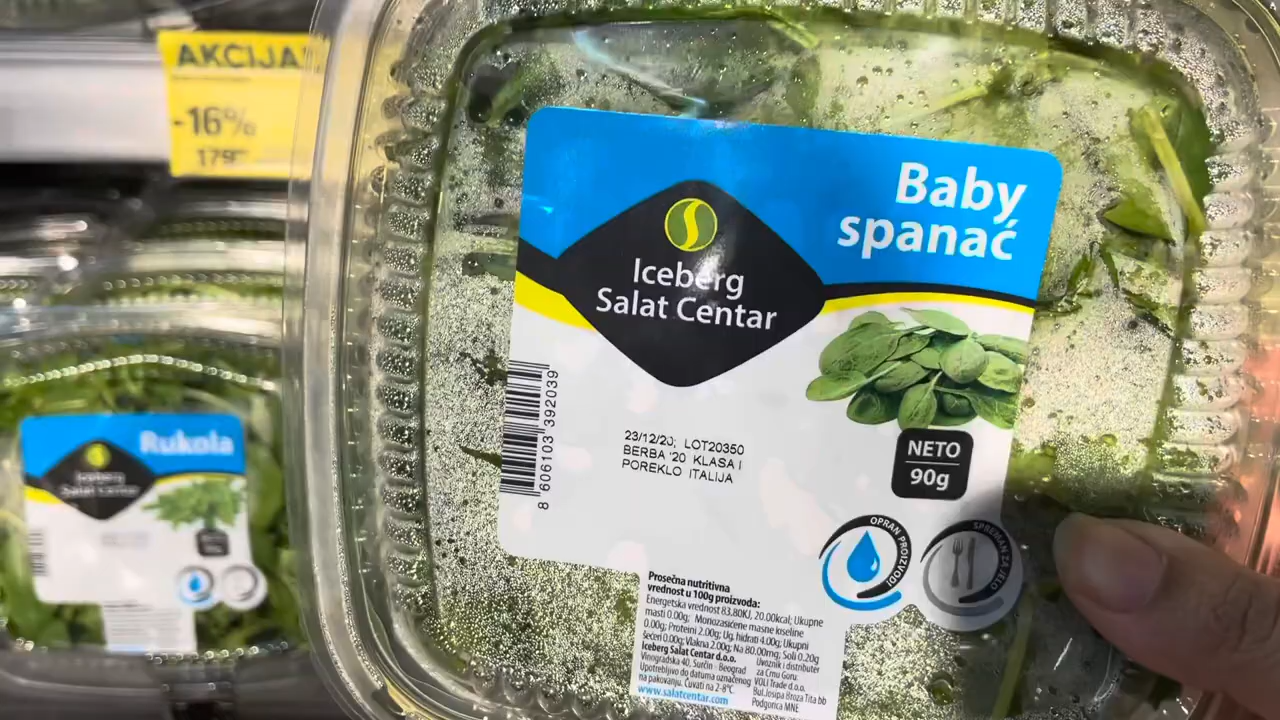 AKCIJA
-16%
179
Baby
spanać
Iceberg
Salat Centar
8 606103 392039
23/12/20; LOT20350
BERBA '20 KLASA I
POREKLO ITALIJA
NETO
90g
OPRAN PROIZVOD!
SPREMAN ZA JELO
Prosečna nutritivna
vrednost u 100g proizvoda:
Energetska vrednost 83.80KJ, 20.00kcal; Ukupne
masti 0.00g; Monozasićene masne kiseline
0.00g; Proteini 2.00g; Ug. hidrati 4.00g; Ukupni
šećeri 0.00g; Vlakna 2.00g; Na 80.00mg; Soli 0.20g
Iceberg Salat Centar d.o.o.
Vinogradska 40, Surčin - Beograd
Upotrebljivo do datuma označenog
na pakovanju. Čuvati na 2-8°C
www.salatcentar.com
Uvoznik i distributer
za Crnu Goru:
VOLI Trade d.o.o.
Bul.Josipa Broza Tita bb
Podgorica MNE
Rukola
Iceberg
Salat Centar